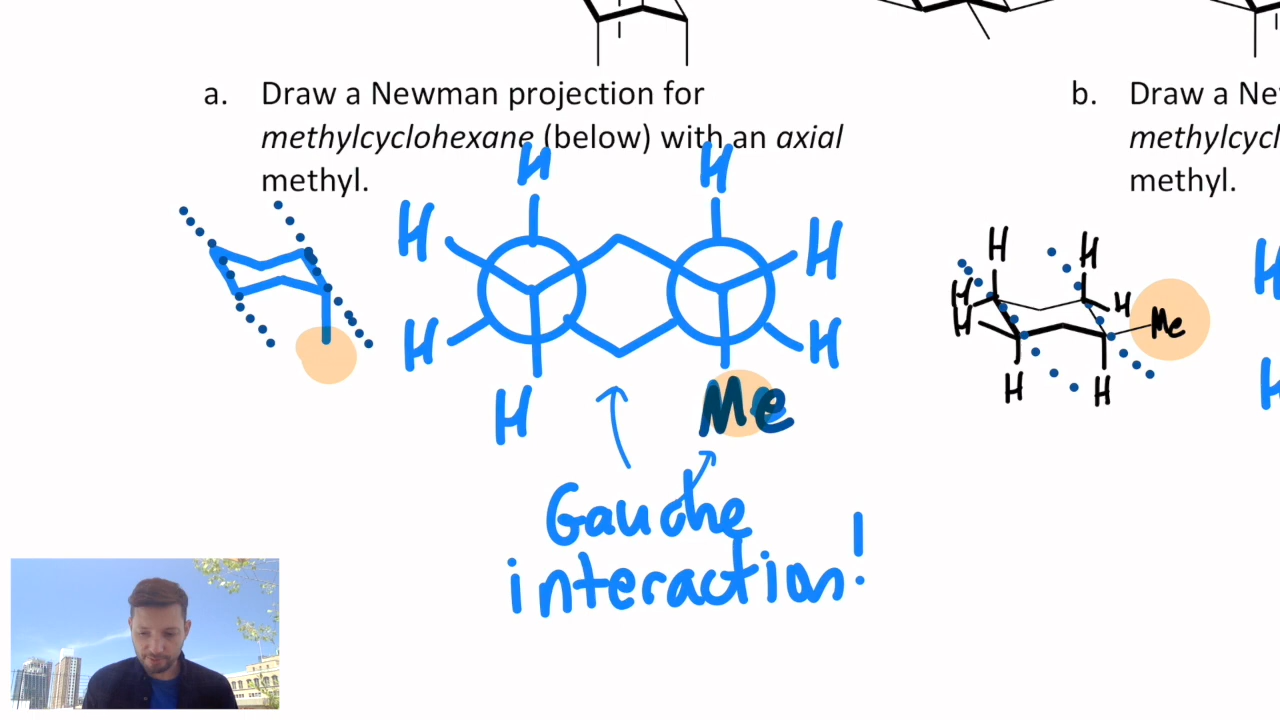 a. Draw a Newman projection for
methylcyclohexane (below) with an axial
methyl.
H H
H H
H H
H Me
Gauche
interaction!
b. Draw a Ne
methylcycl
methyl.
H H
H H Me
H
H H
H
H